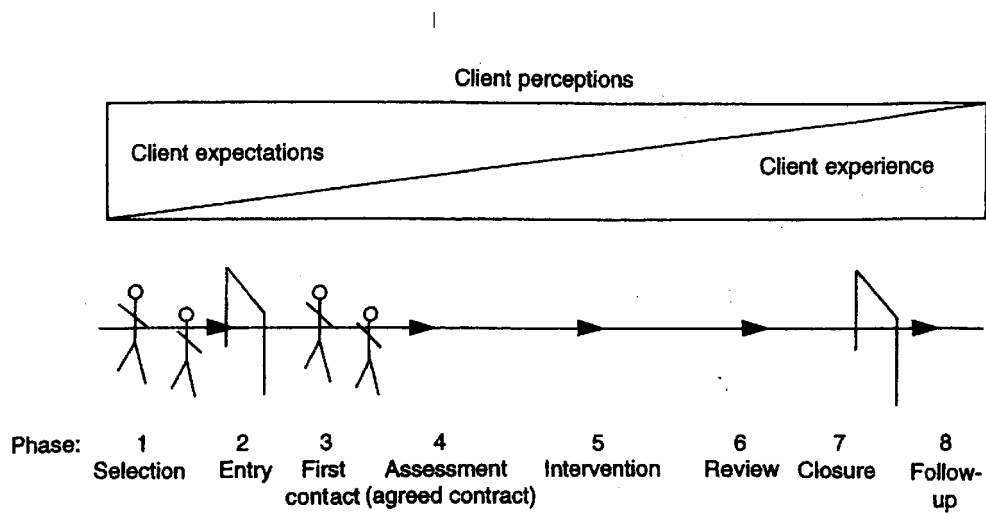 Client perceptions
Client expectations
Client experience
Phase: 1 2 3 4 5 6 7 8
Selection Entry First Assessment Intervention Review Closure Follow-
contact (agreed contract) up